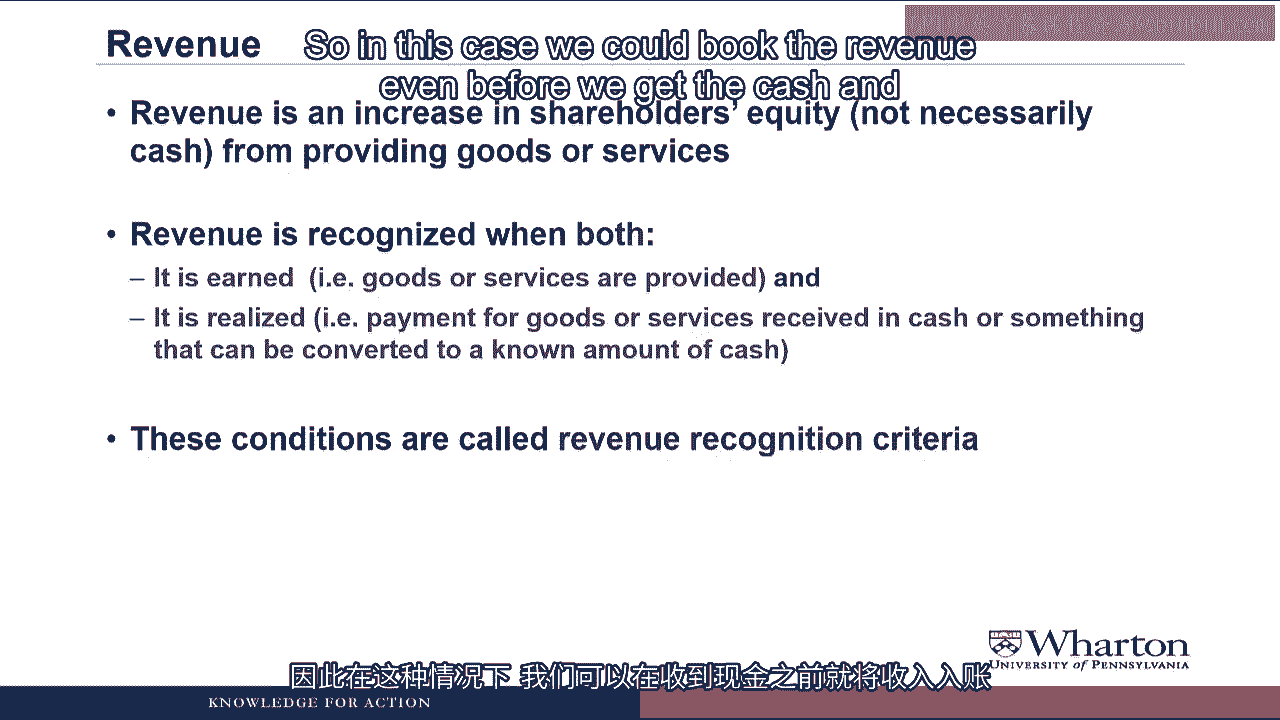 Revenue
So in this case we could book the revenue
even before we get the cash and
• Revenue is an increase in shareholders’ equity (not necessarily
cash) from providing goods or services
• Revenue is recognized when both:
– It is earned (i.e. goods or services are provided) and
– It is realized (i.e. payment for goods or services received in cash or something
that can be converted to a known amount of cash)
• These conditions are called revenue recognition criteria
Wharton
UNIVERSITY of PENNSYLVANIA
因此在这种情况下 我们可以在收到现金之前就将收入入账
KNOWLEDGE FOR ACTION